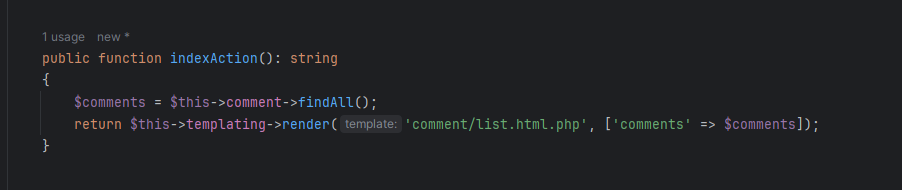 1 usage   new *
public function indexAction(): string
{
    $comments = $this->comment->findAll();
    return $this->templating->render( template: 'comment/list.html.php', ['comments' => $comments]);
}